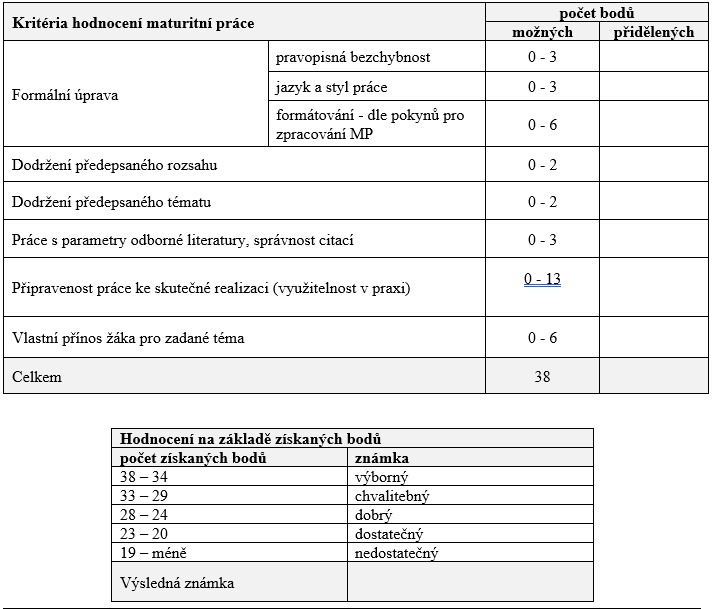 Kritéria hodnocení maturitní práce
počet bodů
možných přidělených
Formální úprava
pravopisná bezchybnost 0 - 3
jazyk a styl práce 0 - 3
formátování - dle pokynů pro
zpracování MP
0 - 6
Dodržení předepsaného rozsahu 0 - 2
Dodržení předepsaného tématu 0 - 2
Práce s parametry odborné literatury, správnost citací 0 - 3
Připravenost práce ke skutečné realizaci (využitelnost v praxi) 0 - 13
Vlastní přínos žáka pro zadané téma 0 - 6
Celkem 38
Hodnocení na základě získaných bodů
počet získaných bodů známka
38 – 34 výborný
33 – 29 chvalitebný
28 – 24 dobrý
23 – 20 dostatečný
19 – méně nedostatečný
Výsledná známka